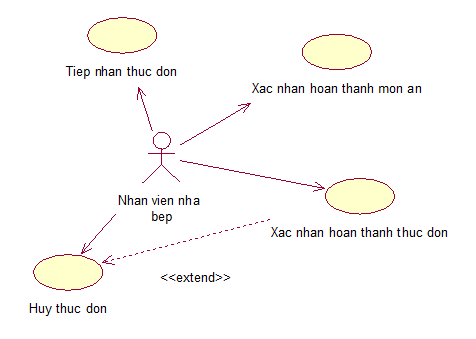 Tiep nhan thuc don
Xac nhan hoan thanh mon an
Nhan vien nha
bep
Xac nhan hoan thanh thuc don
<<extend>>
Huy thuc don